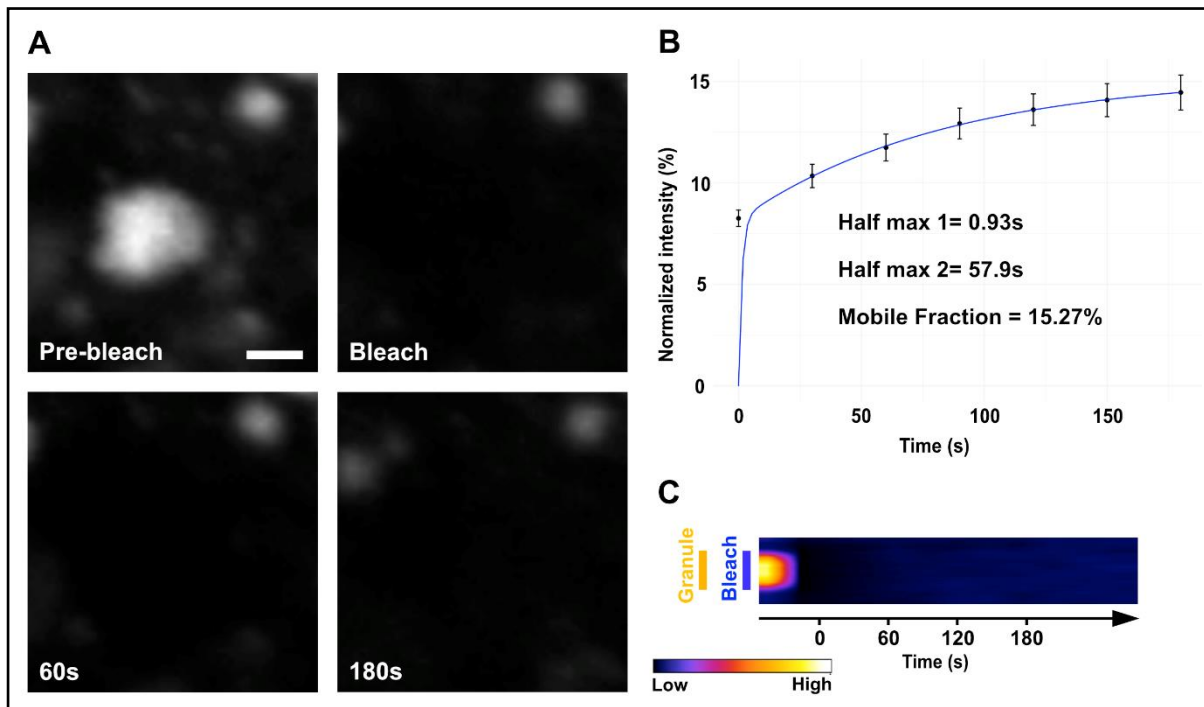 A
Pre-bleach
Bleach
60s
180s
B
Normalized intensity (%)
15
10
5
0
Half max 1= 0.93s
Half max 2= 57.9s
Mobile Fraction = 15.27%
0 50 100 150
Time (s)
C
Granule
Bleach
0 60 120 180
Time (s)
Low High